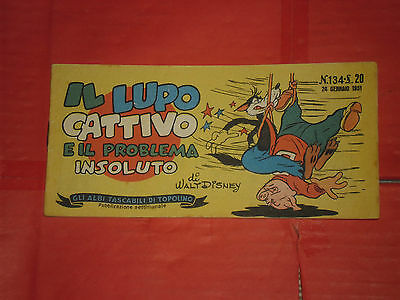 IL LUPO
CATTIVO
E IL PROBLEMA
INSOLUTO
di
WALT DISNEY
GLI ALBI TASCABILI DI TOPOLINO
Pubblicazione settimanale
N. 134-L. 20
24 GENNAIO 1951